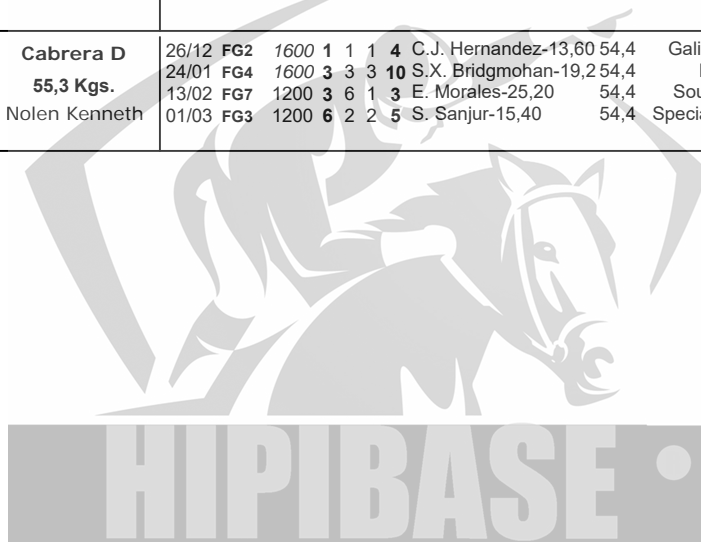 Cabrera D
55,3 Kgs.
Nolen Kenneth
26/12 FG2 1600 1 1 1 4 C.J. Hernandez-13,60 54,4
24/01 FG4 1600 3 3 3 10 S.X. Bridgmohan-19,2 54,4
13/02 FG7 1200 3 6 1 3 E. Morales-25,20 54,4
01/03 FG3 1200 6 2 2 5 S. Sanjur-15,40 54,4
HIPIBASE